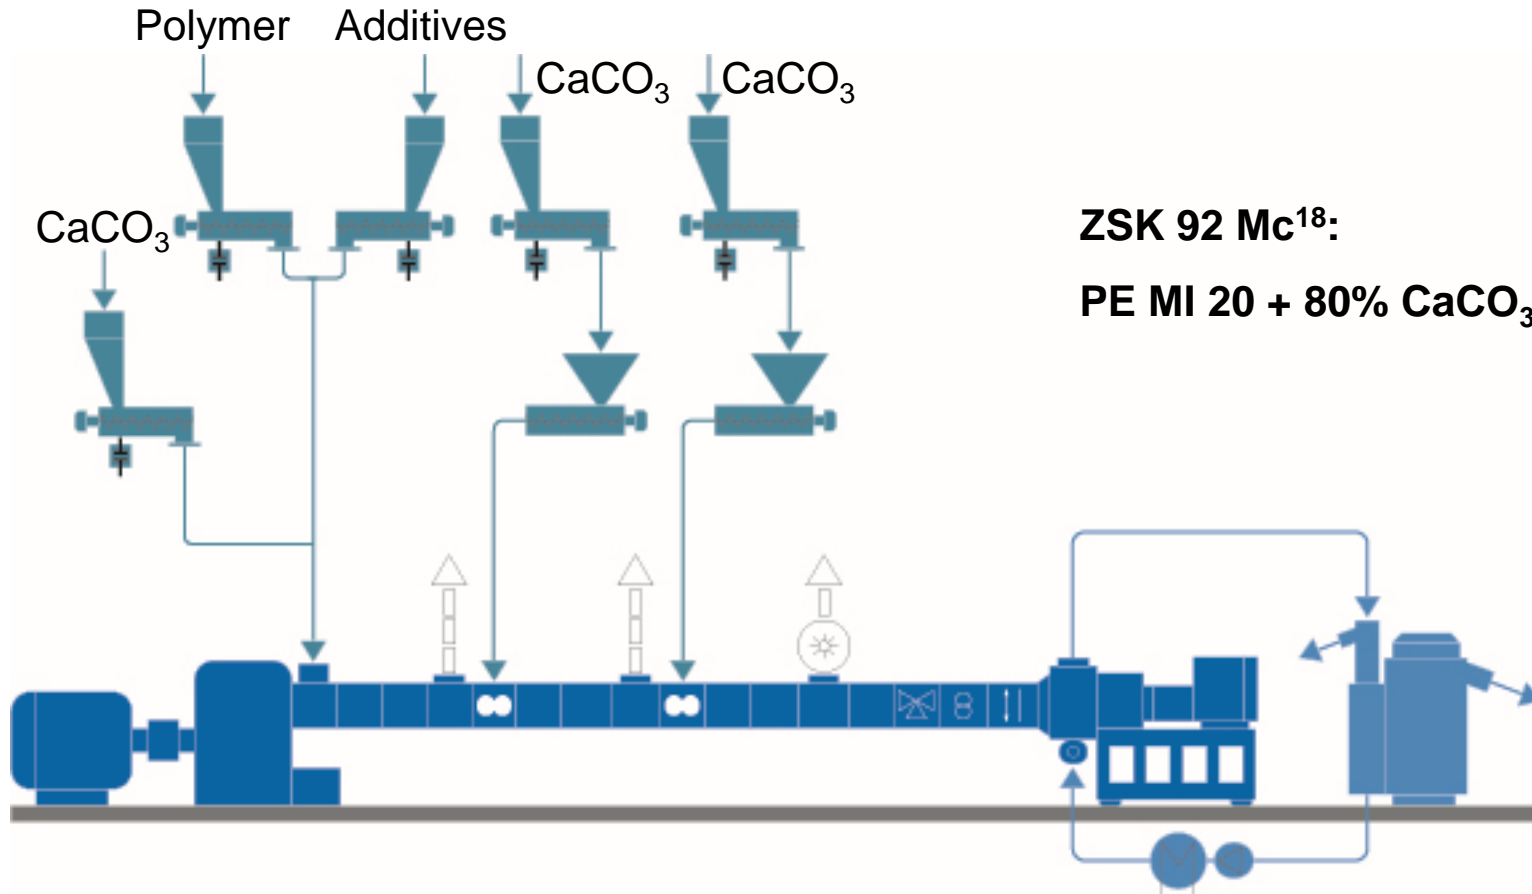 Polymer Additives
CaCO₃ CaCO₃
CaCO₃
ZSK 92 Mc¹⁸:
PE MI 20 + 80% CaCO₃